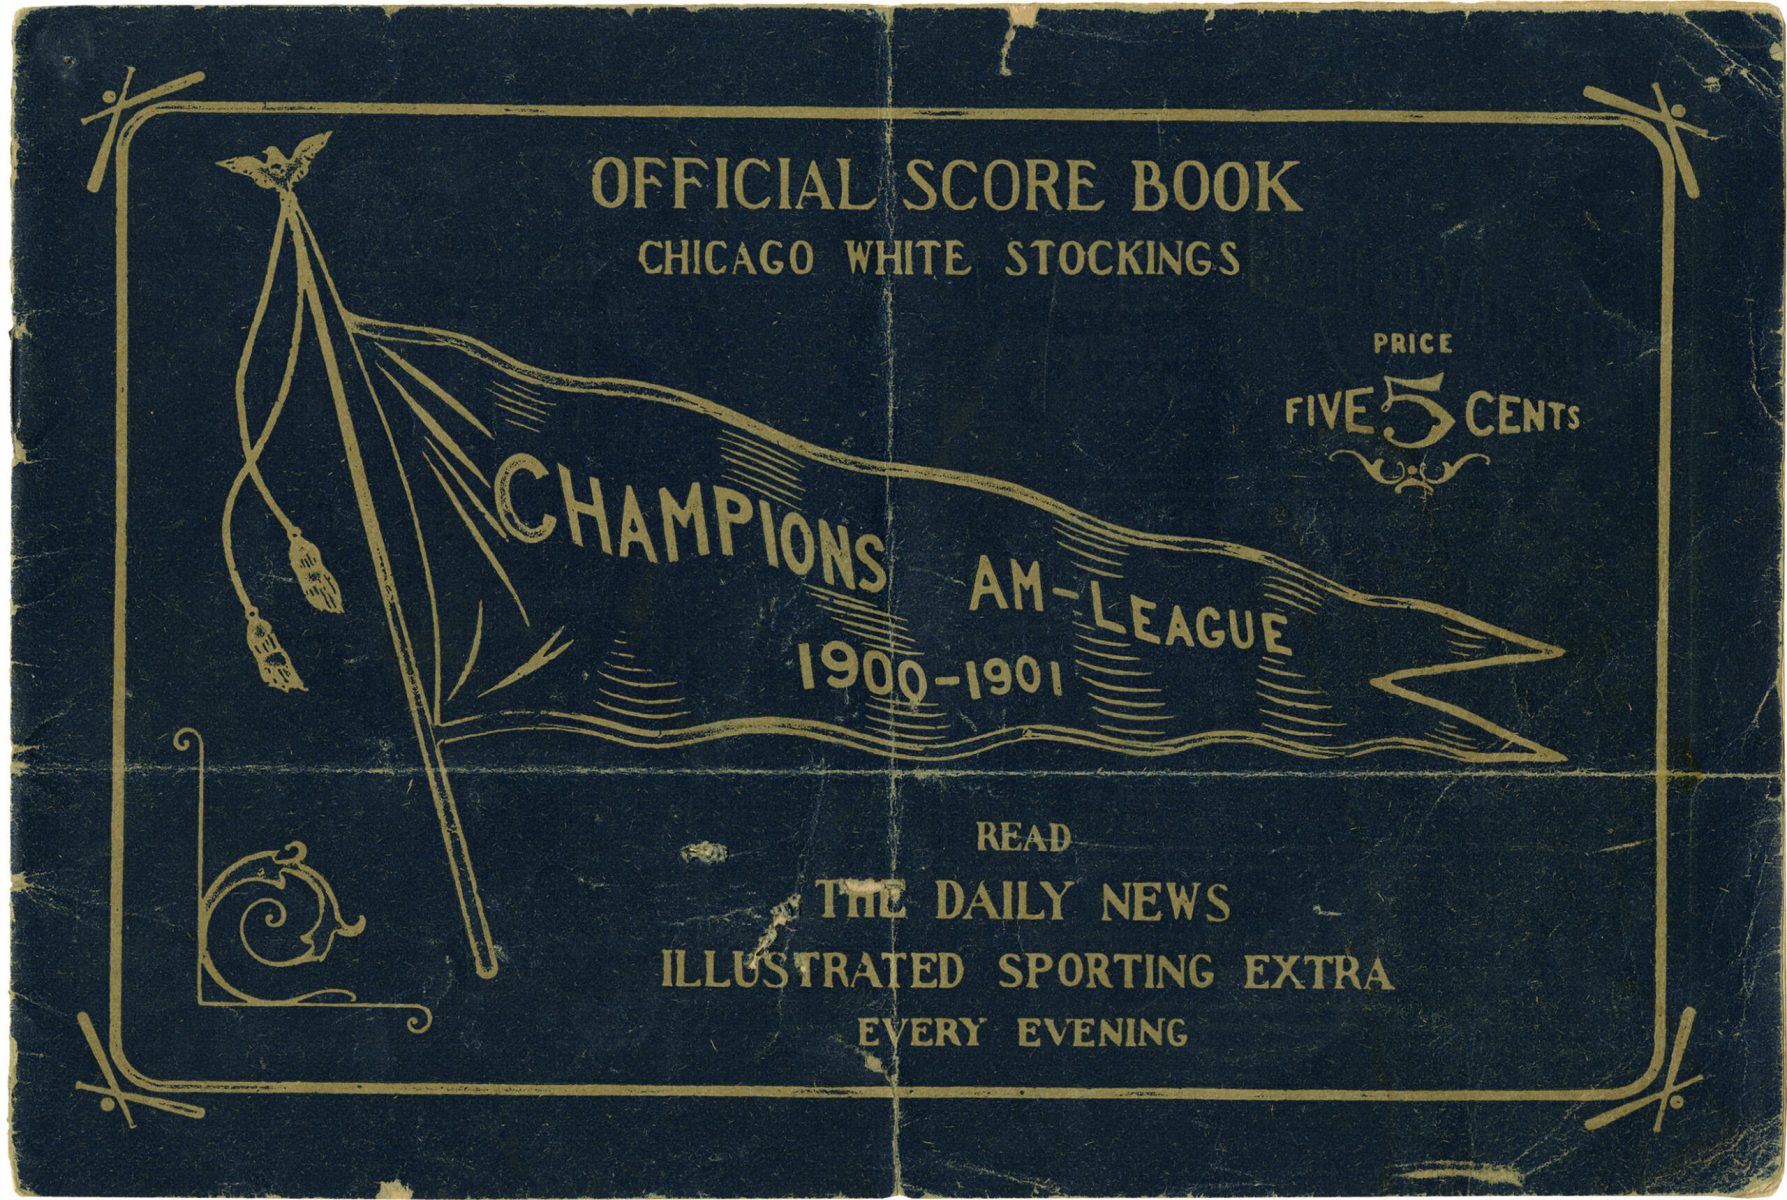 OFFICIAL SCORE BOOK
CHICAGO WHITE STOCKINGS
PRICE
FIVE 5 CENTS
CHAMPIONS AM-LEAGUE
1900-1901
READ
THE DAILY NEWS
ILLUSTRATED SPORTING EXTRA
EVERY EVENING